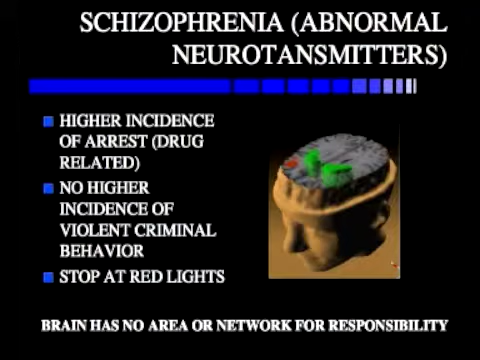 SCHIZOPHRENIA (ABNORMAL
NEUROTANSMITTERS)
HIGHER INCIDENCE
OF ARREST (DRUG
RELATED)
NO HIGHER
INCIDENCE OF
VIOLENT CRIMINAL
BEHAVIOR
STOP AT RED LIGHTS
BRAIN HAS NO AREA OR NETWORK FOR RESPONSIBILITY